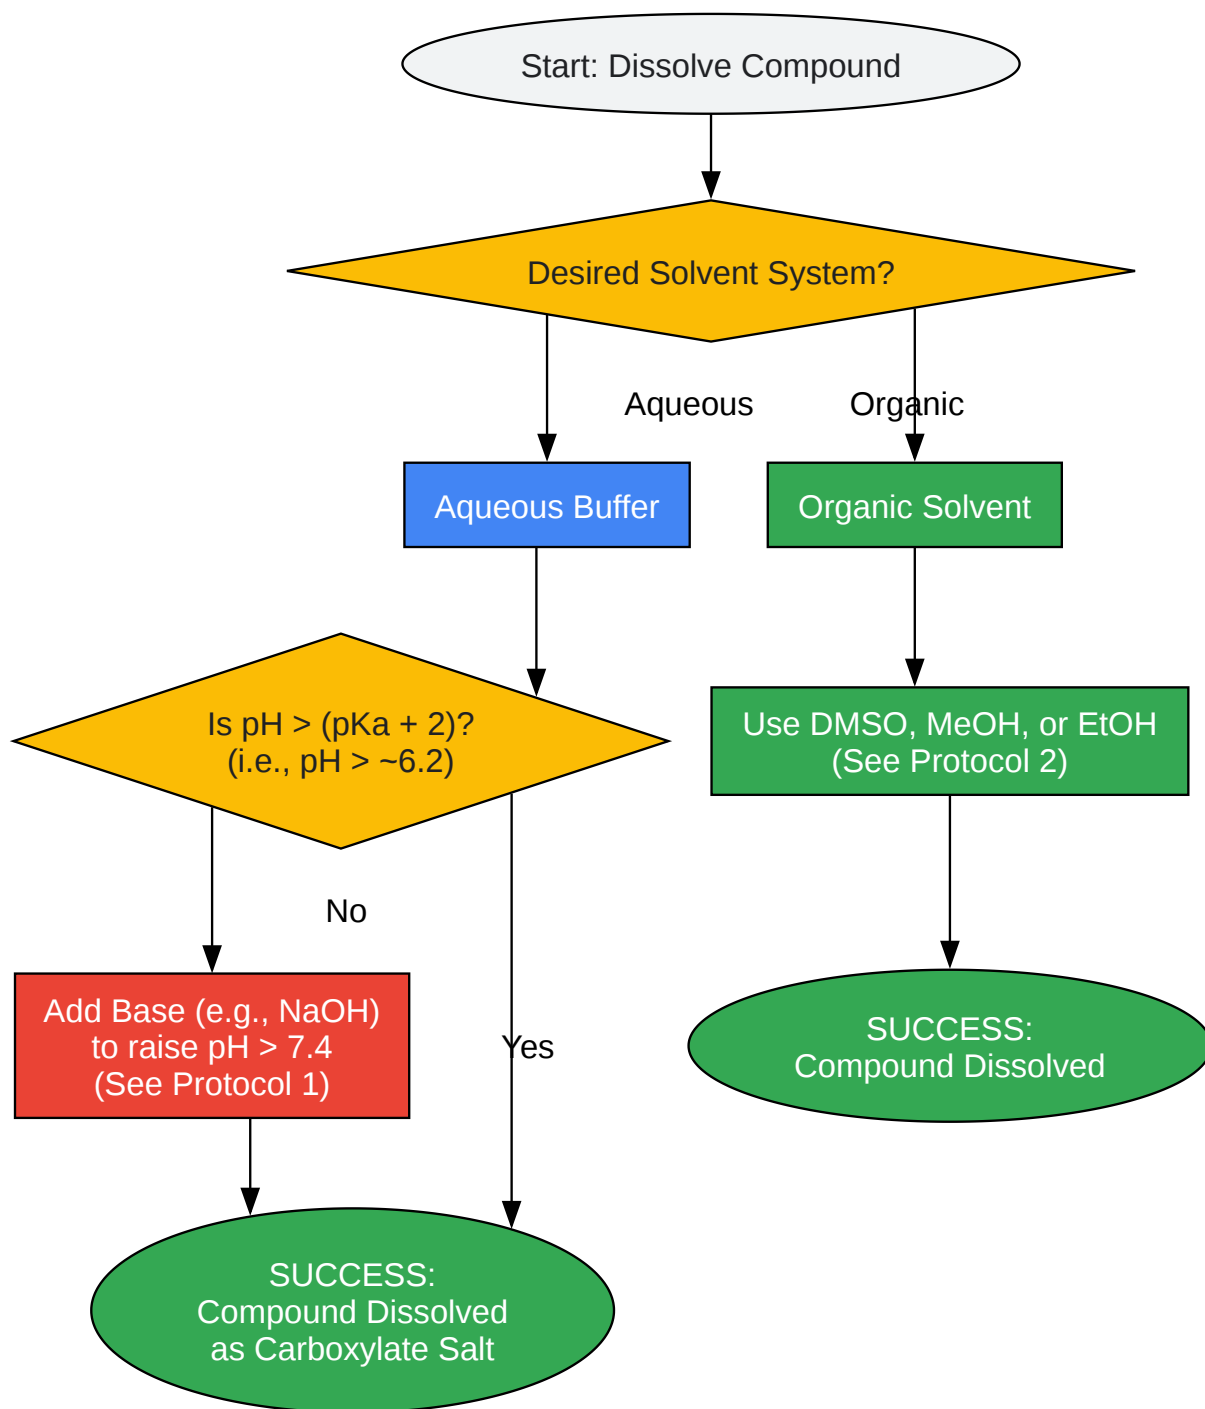 Start: Dissolve Compound
Desired Solvent System?
Aqueous
Organic
Aqueous Buffer
Organic Solvent
Is pH > (pKa + 2)?
(i.e., pH > ~6.2)
Use DMSO, MeOH, or EtOH
(See Protocol 2)
No
Yes
Add Base (e.g., NaOH)
to raise pH > 7.4
(See Protocol 1)
SUCCESS:
Compound Dissolved
SUCCESS:
Compound Dissolved
as Carboxylate Salt